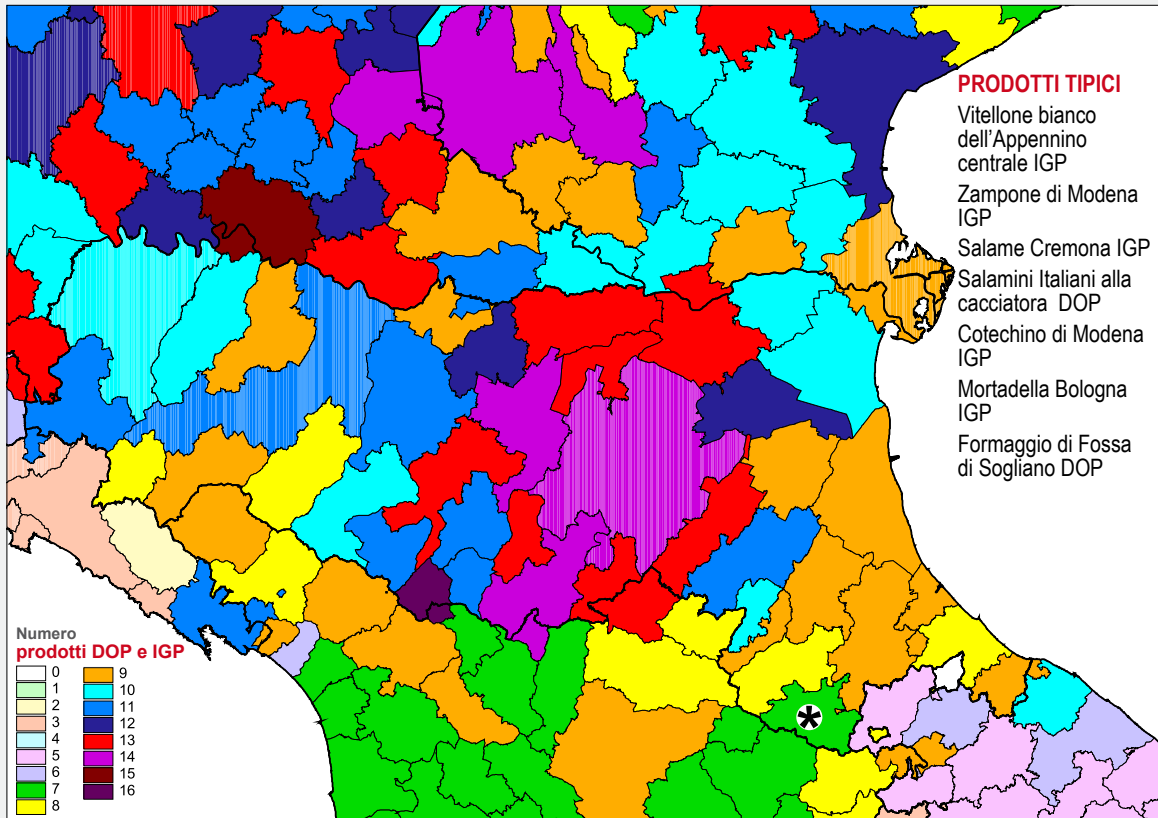 PRODOTTI TIPICI
Vitellone bianco
dell'Appennino
centrale IGP
Zampone di Modena
IGP
Salame Cremona IGP
Salamini Italiani alla
cacciatora DOP
Cotechino di Modena
IGP
Mortadella Bologna
IGP
Formaggio di Fossa
di Sogliano DOP
*
Numero
prodotti DOP e IGP
0
1
2
3
4
5
6
7
8
9
10
11
12
13
14
15
16